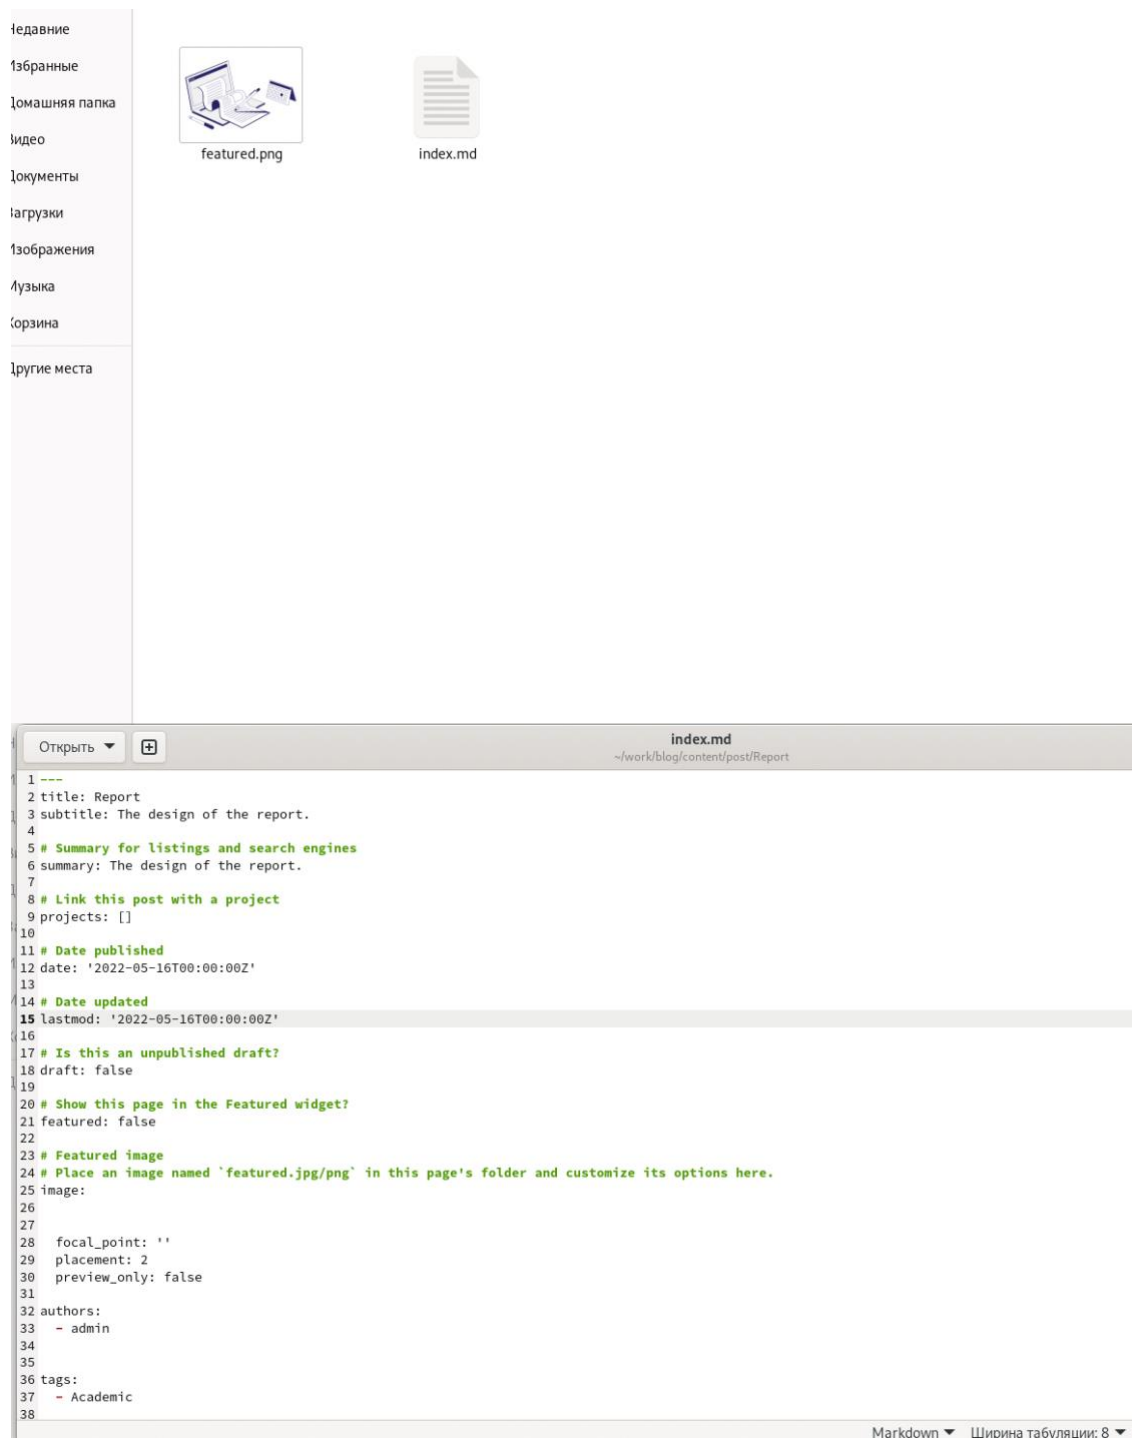 Недавние
Избранные
Домашняя папка
Видео
Документы
Загрузки
Изображения
Музыка
Корзина
Другие места
featured.png
index.md
Открыть
index.md
~/work/blog/content/post/Report
1 ---
2 title: Report
3 subtitle: The design of the report.
4
5 # Summary for listings and search engines
6 summary: The design of the report.
7
8 # Link this post with a project
9 projects: []
10
11 # Date published
12 date: '2022-05-16T00:00:00Z'
13
14 # Date updated
15 lastmod: '2022-05-16T00:00:00Z'
16
17 # Is this an unpublished draft?
18 draft: false
19
20 # Show this page in the Featured widget?
21 featured: false
22
23 # Featured image
24 # Place an image named `featured.jpg/png` in this page's folder and customize its options here.
25 image:
26
27
28   focal_point: ''
29   placement: 2
30   preview_only: false
31
32 authors:
33   - admin
34
35
36 tags:
37   - Academic
38
Markdown
Ширина табуляции: 8